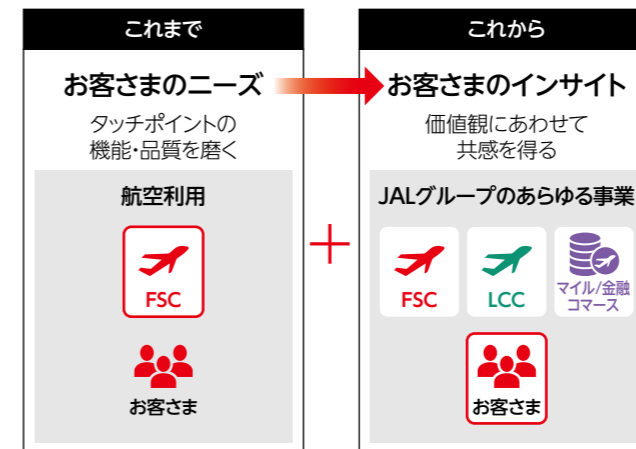 これまで
お客さまのニーズ
タッチポイントの
機能・品質を磨く
航空利用
FSC
お客さま
+
これから
お客さまのインサイト
価値観にあわせて
共感を得る
JALグループのあらゆる事業
FSC
LCC
マイル/金融
コマース
お客さま